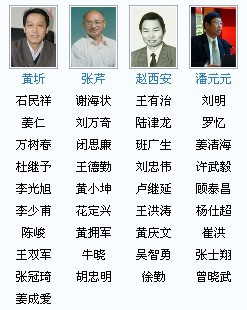 黄圻 张芹 赵西安 潘元元
石民祥 谢海状 王有治 刘明
姜仁 刘万奇 陆津龙 罗忆
万树春 闭思廉 班广生 姜清海
杜继予 王德勤 刘忠伟 许武毅
李光旭 黄小坤 卢继延 顾泰昌
李少甫 花定兴 王洪涛 杨仕超
陈峻 黄拥军 黄庆文 崔洪
王双军 牛晓 吴智勇 张士翔
张冠琦 胡忠明 徐勤 曾晓武
姜成爱